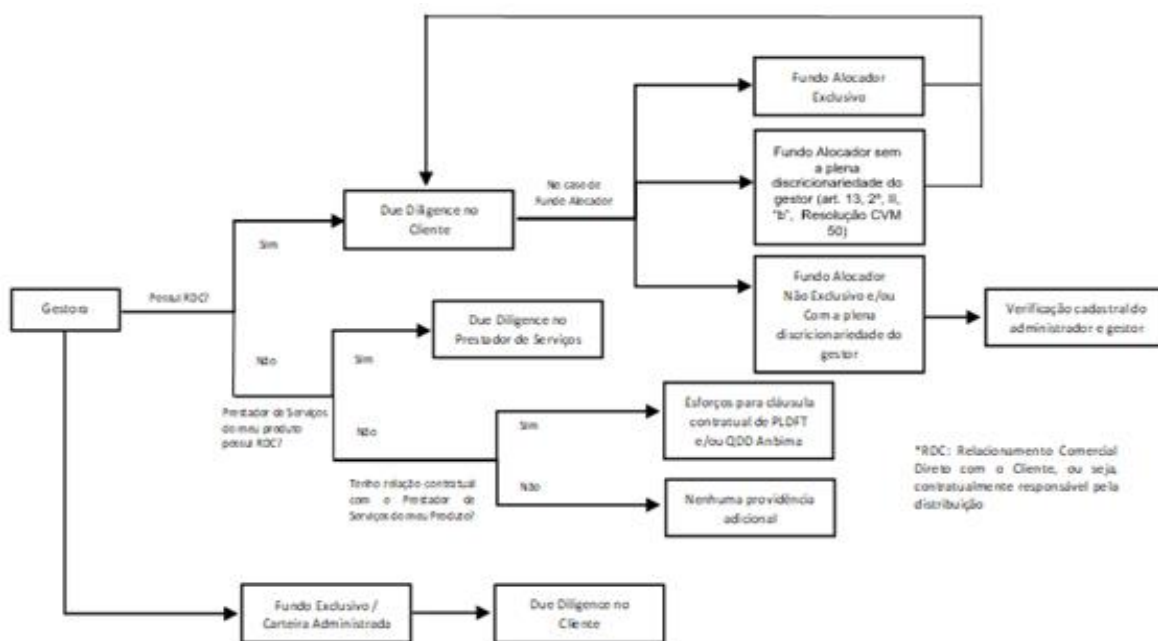 Fundo Alocador
Exclusivo
Fundo Alocador sem
a plena
discricionariedade do
gestor (art. 13, 2º, II,
"b", Resolução CVM
50)
No caso de
Fundo Alocador
Due Diligence no
Cliente
Sim
Fundo Alocador
Não Exclusivo e/ou
Com a plena
discricionariedade do
gestor
Verificação cadastral do
administrador e gestor
Gestora
Possui RDC?
Due Diligence no
Prestador de Serviços
Não
Sim
Prestador de Serviços
do meu produto
possui RDC?
Esforços para cláusula
contratual de PLDFT
e/ou QDD Anbima
Não
Sim
Tenho relação contratual
com o Prestador de
Serviços do meu Produto?
Não
Nenhuma providência
adicional
*RDC: Relacionamento Comercial
Direto com o Cliente, ou seja,
contratualmente responsável pela
distribuição
Fundo Exclusivo /
Carteira Administrada
Due Diligence no
Cliente